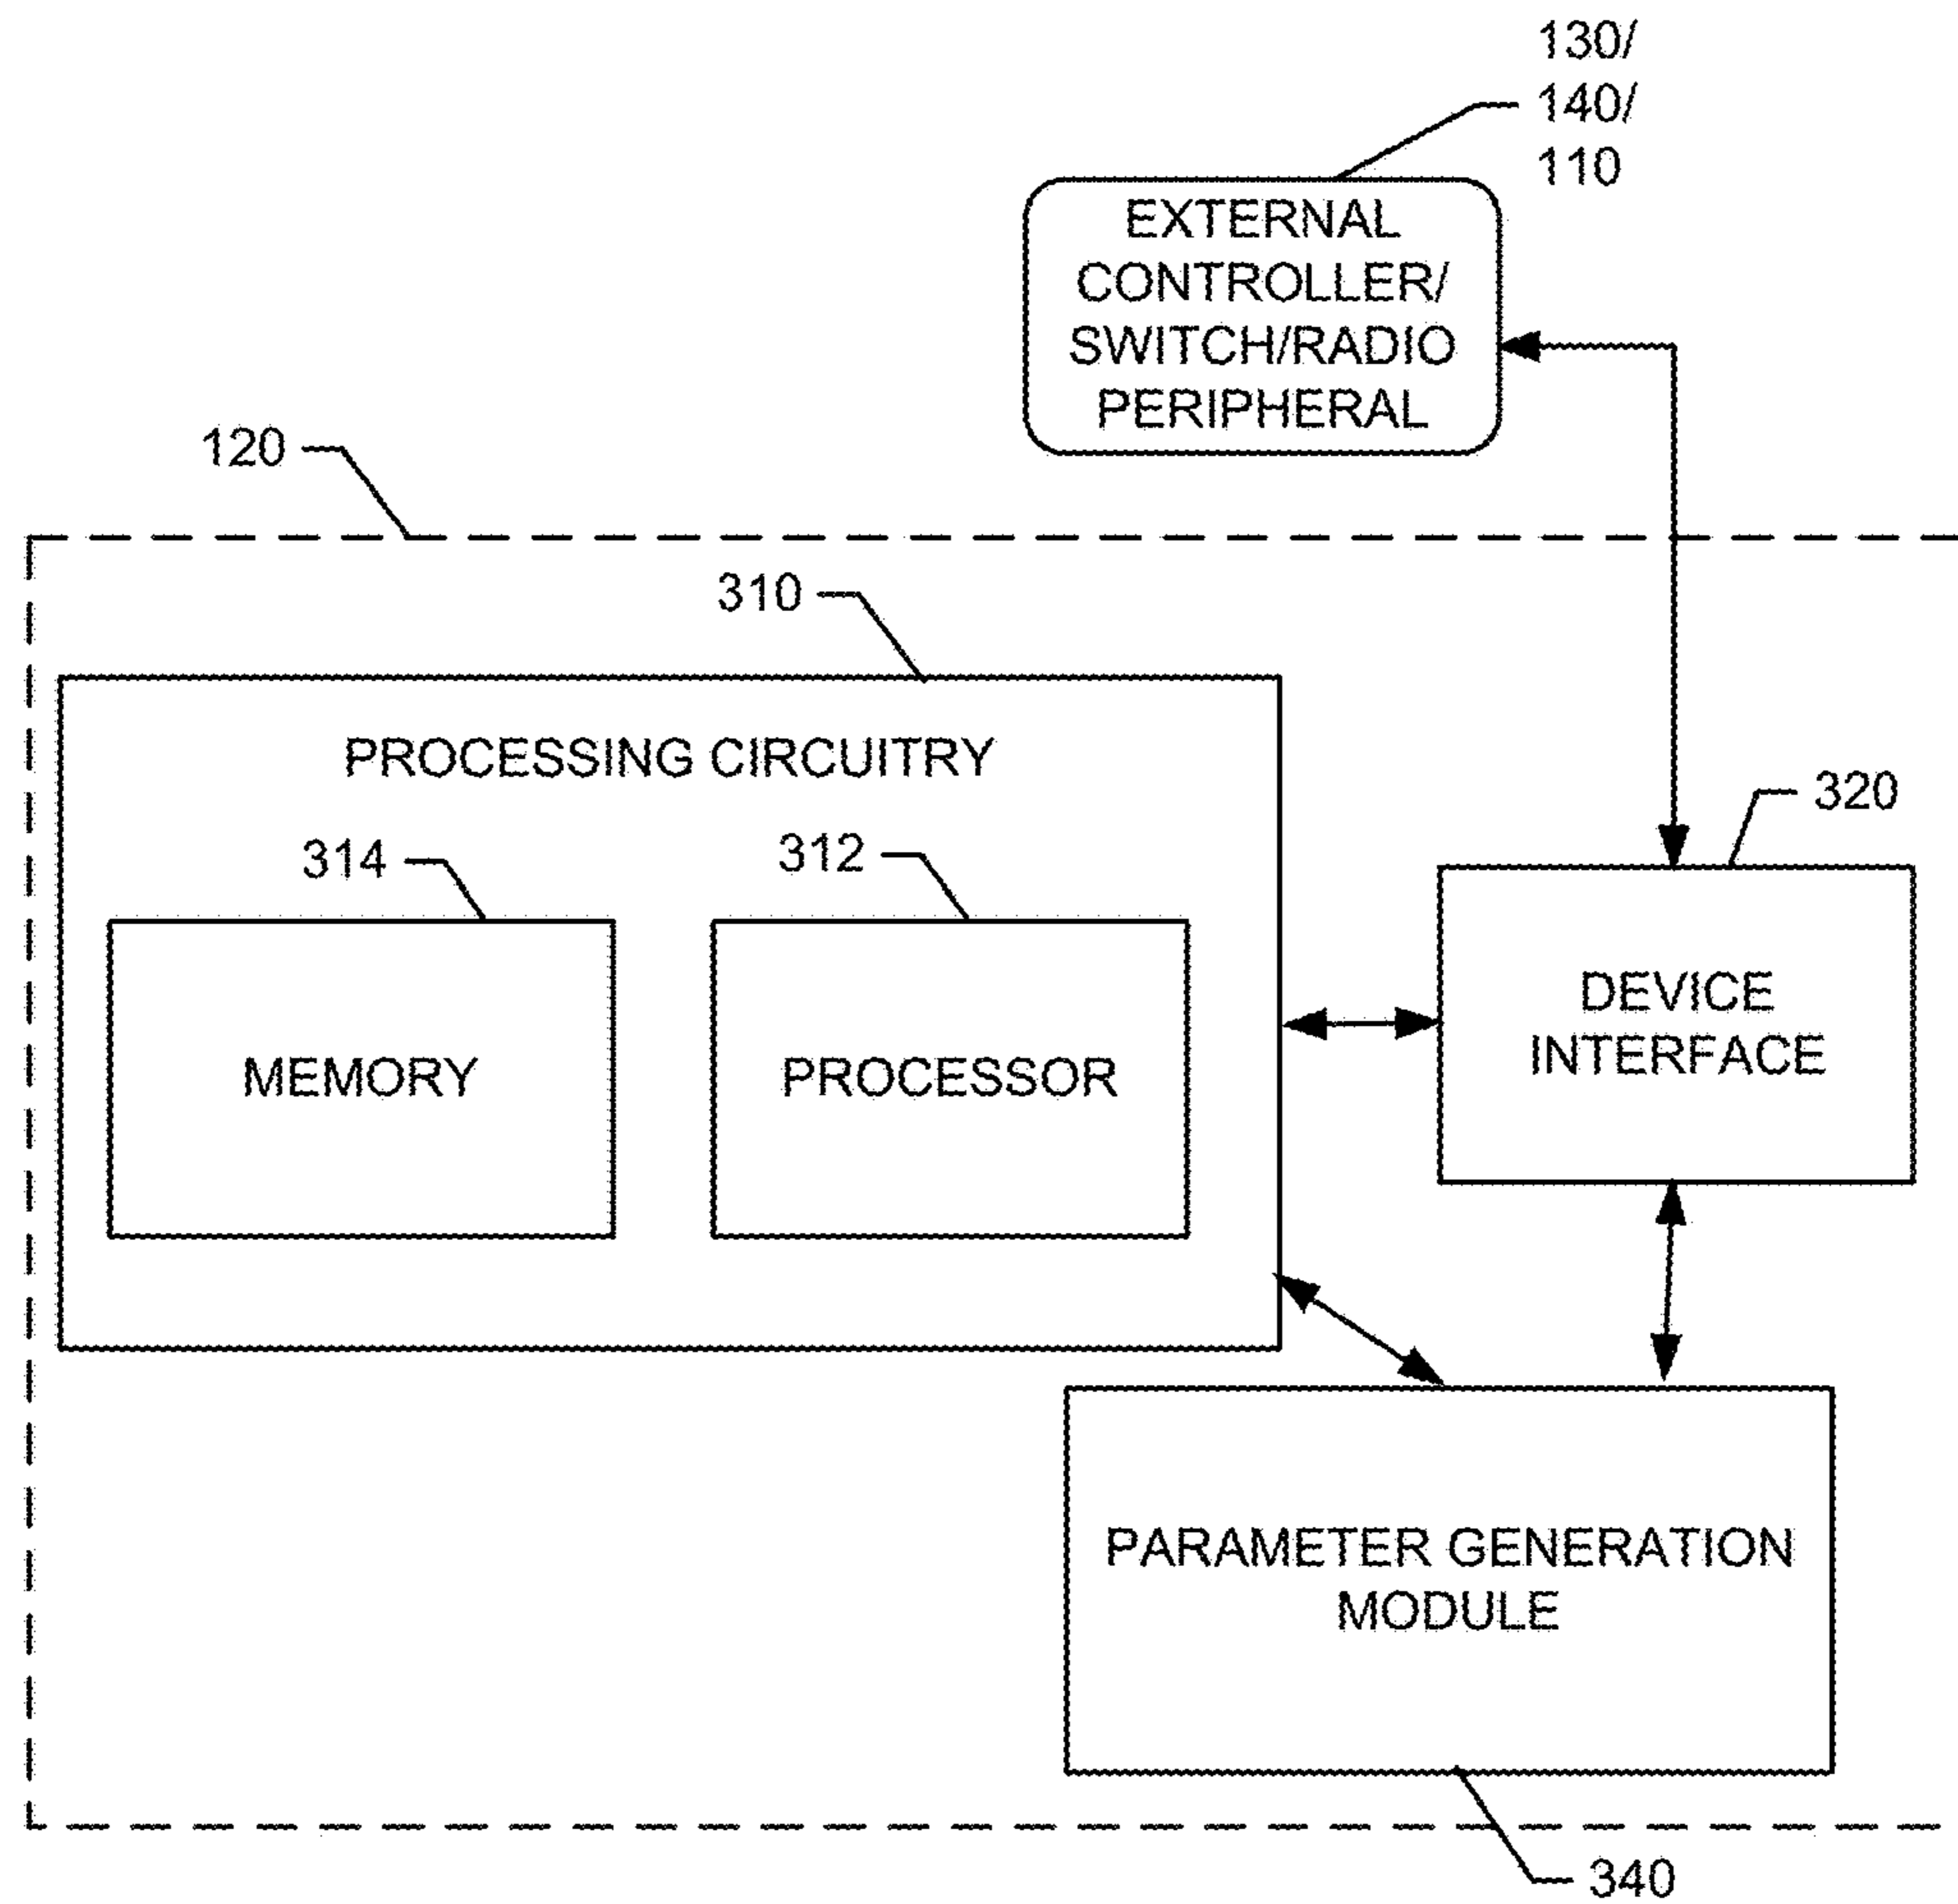 130/
140/
110
EXTERNAL
CONTROLLER/
SWITCH/RADIO
PERIPHERAL
120
310
PROCESSING CIRCUITRY
320
314
312
MEMORY
PROCESSOR
DEVICE
INTERFACE
PARAMETER GENERATION
MODULE
340